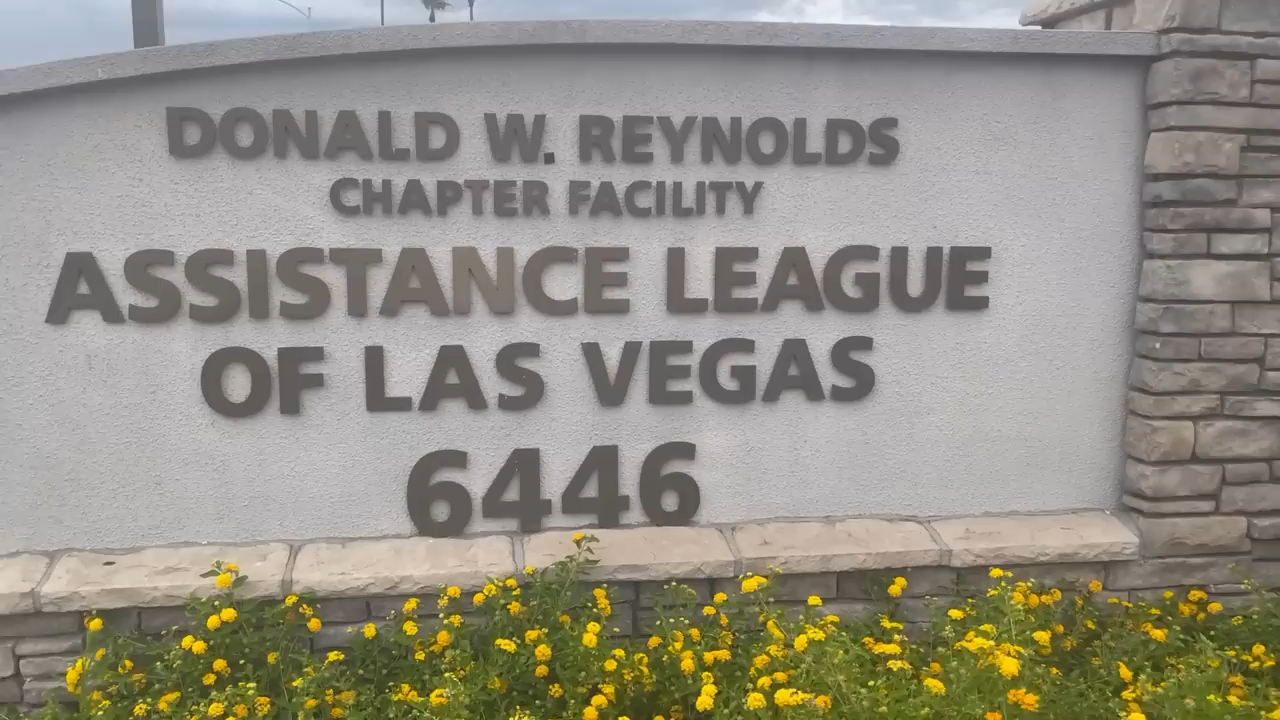 DONALD W. REYNOLDS
CHAPTER FACILITY
ASSISTANCE LEAGUE
OF LAS VEGAS
6446